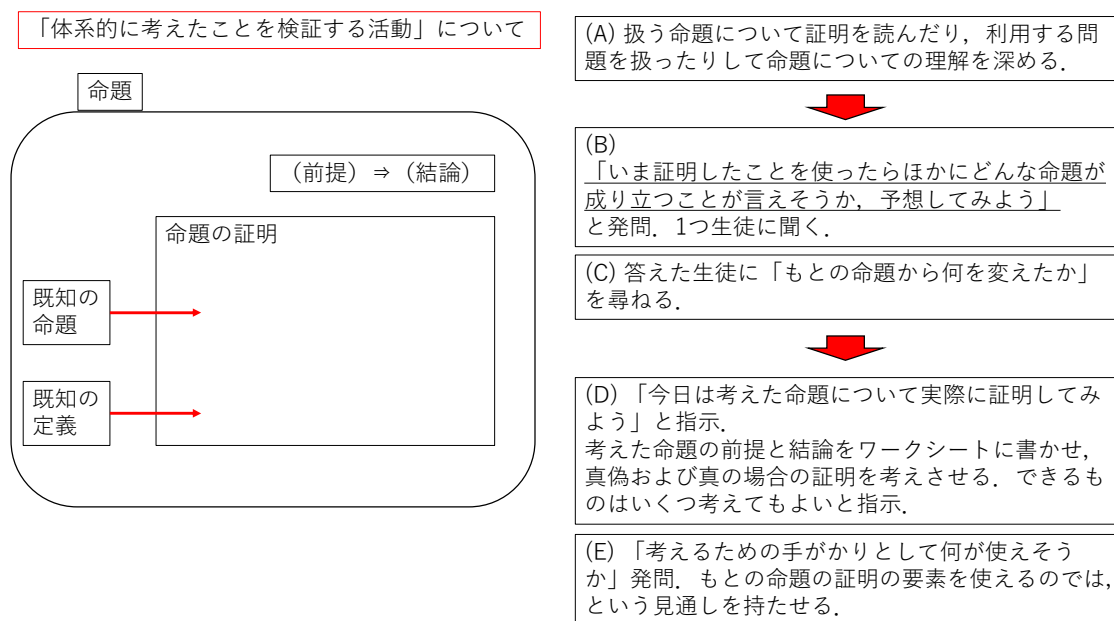 「体系的に考えたことを検証する活動」について
命題
（前提）⇒（結論）
命題の証明
既知の
命題
既知の
定義
(A) 扱う命題について証明を読んだり，利用する問
題を扱ったりして命題についての理解を深める．
(B)
「いま証明したことを使ったらほかにどんな命題が
成り立つことが言えそうか，予想してみよう」
と発問．1つ生徒に聞く．
(C) 答えた生徒に「もとの命題から何を変えたか」
を尋ねる．
(D) 「今日は考えた命題について実際に証明してみ
よう」と指示．
考えた命題の前提と結論をワークシートに書かせ，
真偽および真の場合の証明を考えさせる．できるも
のはいくつ考えてもよいと指示．
(E) 「考えるための手がかりとして何が使えそう
か」発問．もとの命題の証明の要素を使えるのでは，
という見通しを持たせる．